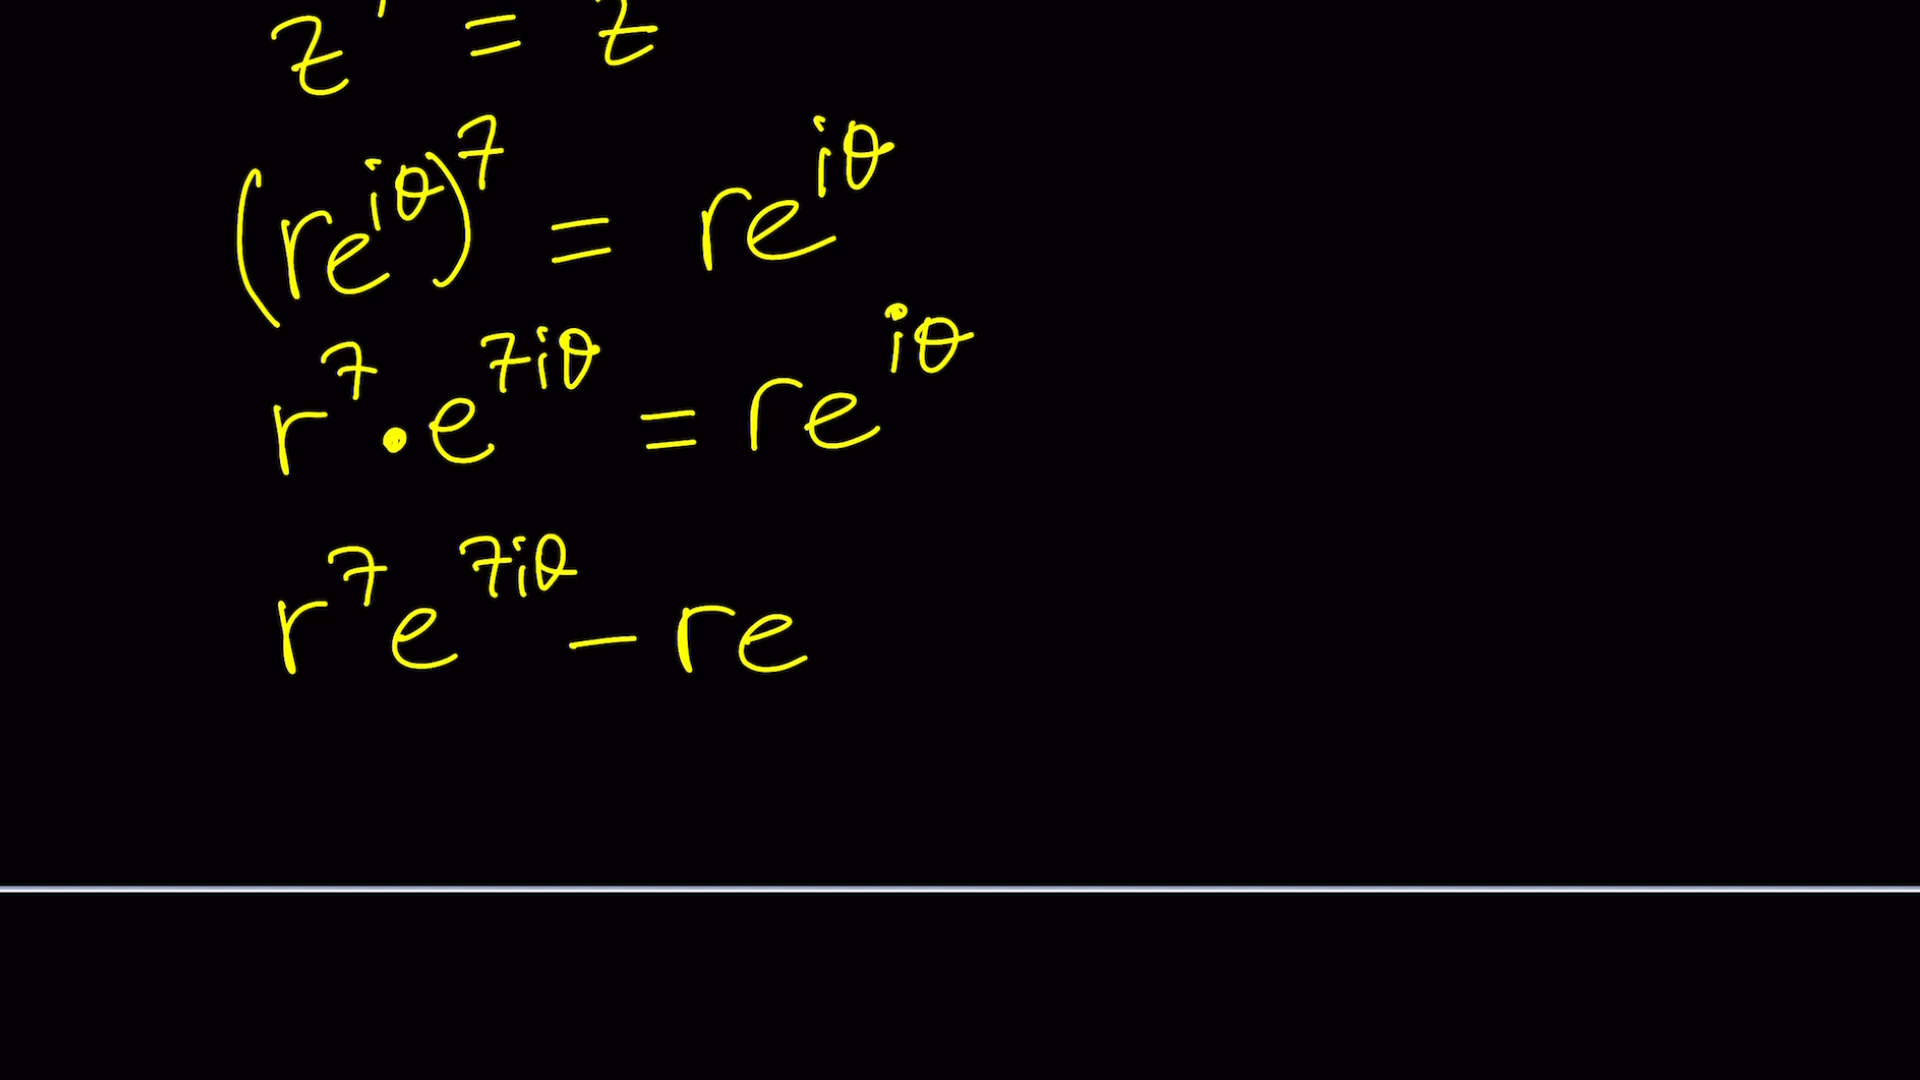 z⁷ = z
(re^{iθ})⁷ = re^{iθ}
r⁷ · e^{7iθ} = re^{iθ}
r⁷e^{7iθ} − re